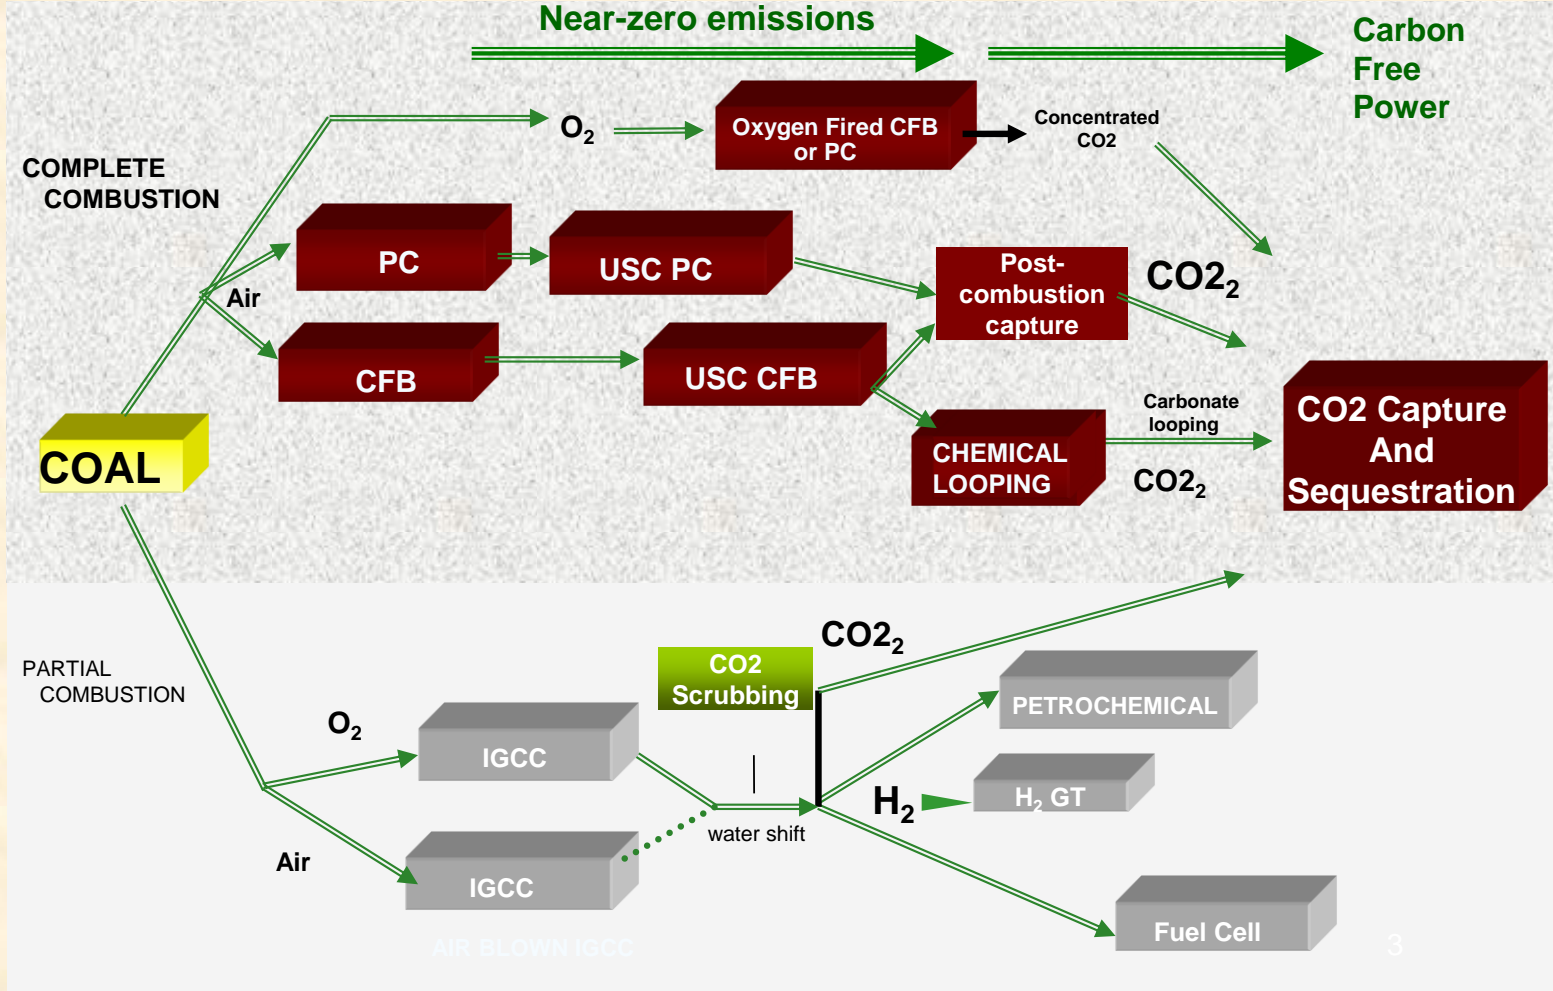 Near-zero emissions
Carbon
Free
Power
O2
Oxygen Fired CFB
or PC
Concentrated
CO2
COMPLETE
COMBUSTION
PC
USC PC
Post-
combustion
capture
CO22
Air
CFB
USC CFB
Carbonate
looping
CO2 Capture
And
Sequestration
COAL
CHEMICAL
LOOPING
CO22
CO22
PARTIAL
COMBUSTION
CO2
Scrubbing
PETROCHEMICAL
O2
IGCC
H2
H2 GT
water shift
Air
IGCC
Fuel Cell
AIR BLOWN IGCC
3